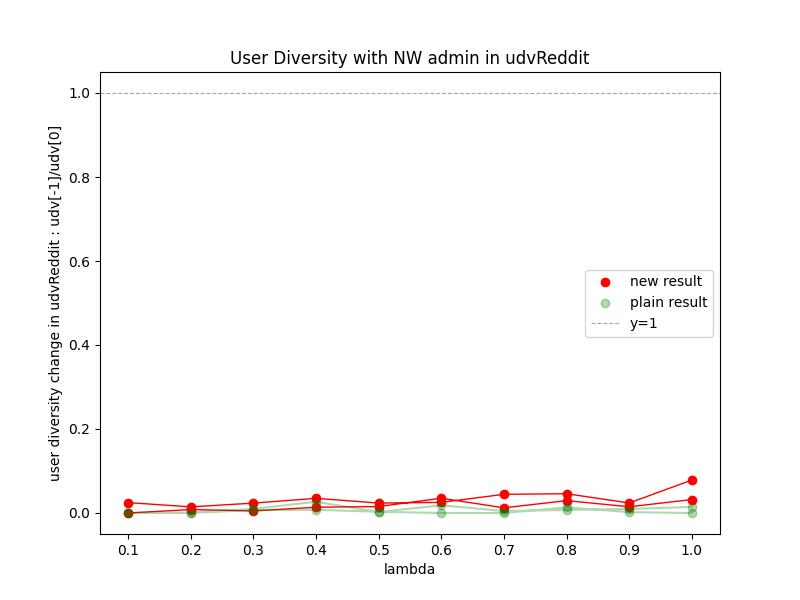 User Diversity with NW admin in udvReddit
user diversity change in udvReddit : udv[-1]/udv[0]
1.0
0.8
0.6
0.4
0.2
0.0
new result
plain result
y=1
0.1 0.2 0.3 0.4 0.5 0.6 0.7 0.8 0.9 1.0
lambda